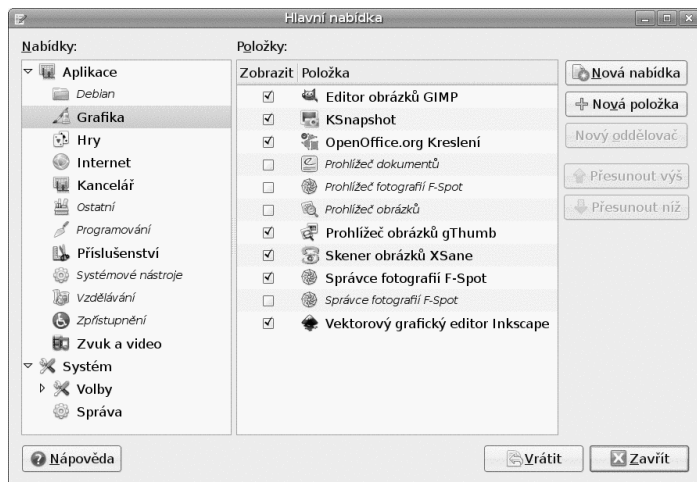 Hlavní nabídka
Nabídky:
Aplikace
Debian
Grafika
Hry
Internet
Kancelář
Ostatní
Programování
Příslušenství
Systémové nástroje
Vzdělávání
Zpřístupnění
Zvuk a video
Systém
Volby
Správa
Položky:
Zobrazit Položka
Editor obrázků GIMP
KSnapshot
OpenOffice.org Kreslení
Prohlížeč dokumentů
Prohlížeč fotografií F-Spot
Prohlížeč obrázků
Prohlížeč obrázků gThumb
Skener obrázků XSane
Správce fotografií F-Spot
Správce fotografií F-Spot
Vektorový grafický editor Inkscape
Nová nabídka
Nová položka
Nový oddělovač
Přesunout výš
Přesunout níž
Nápověda
Vrátit
Zavřít